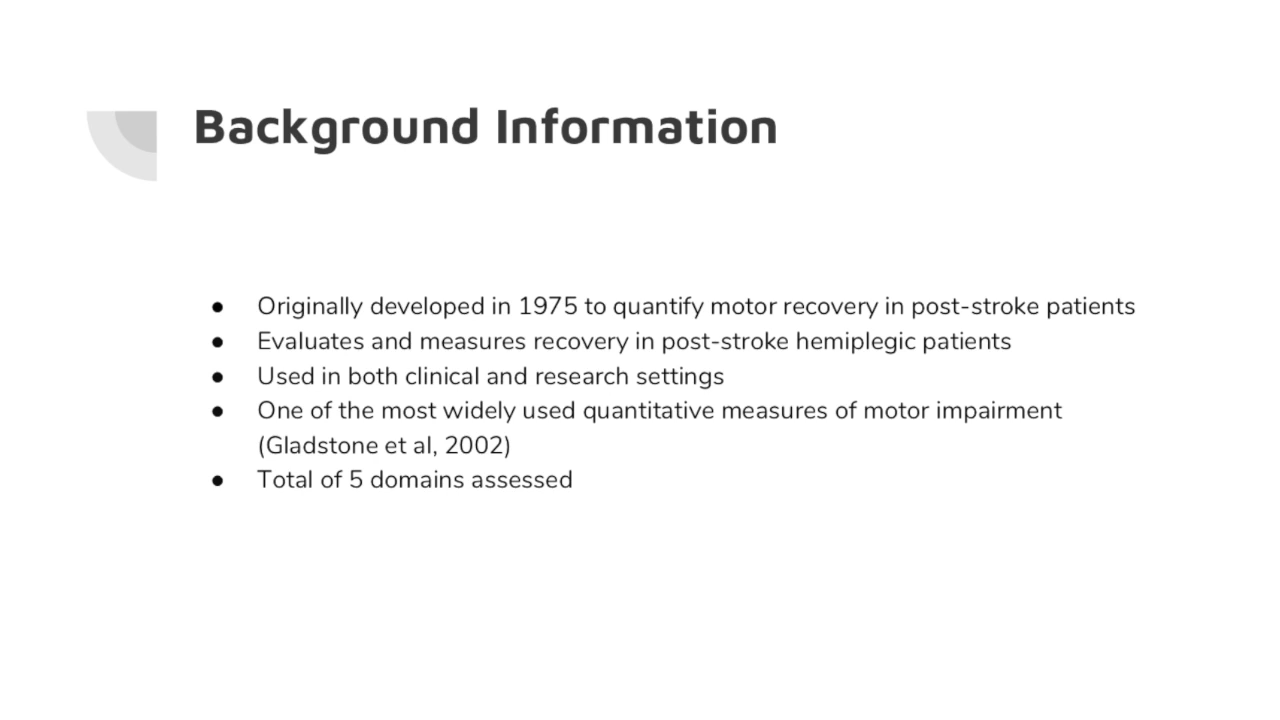 Background Information
● Originally developed in 1975 to quantify motor recovery in post-stroke patients
● Evaluates and measures recovery in post-stroke hemiplegic patients
● Used in both clinical and research settings
● One of the most widely used quantitative measures of motor impairment
(Gladstone et al, 2002)
● Total of 5 domains assessed